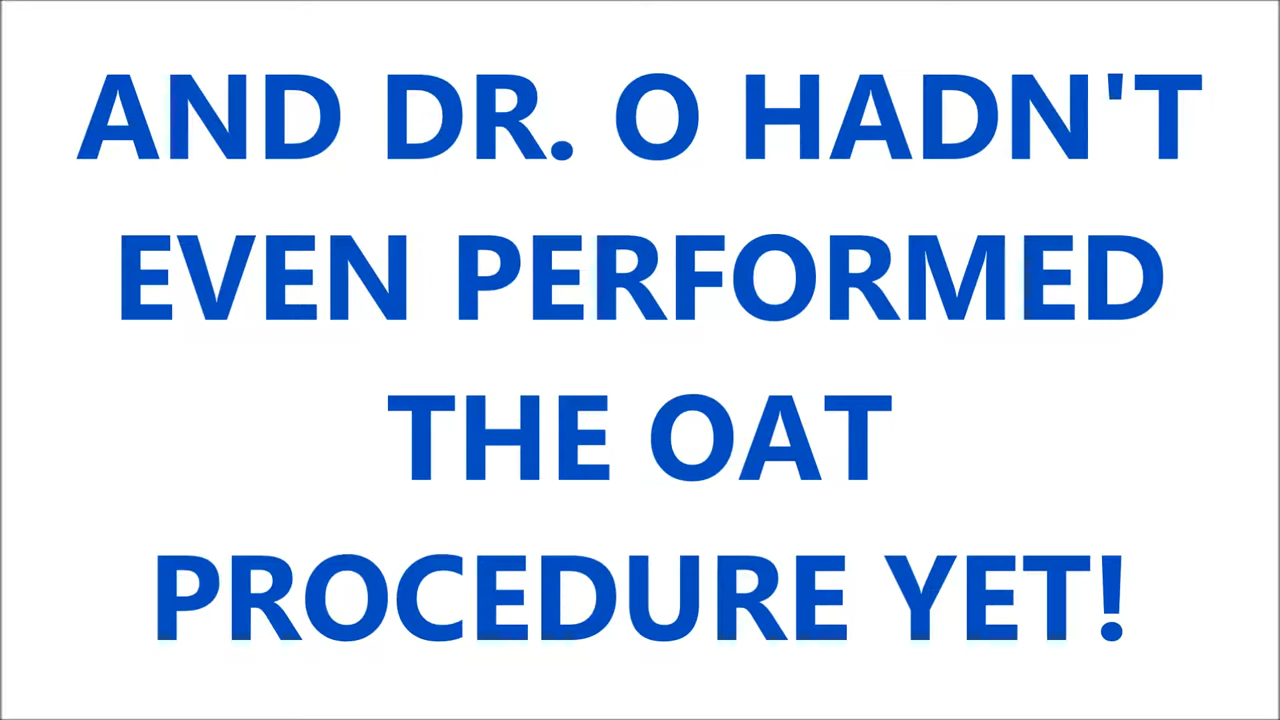 AND DR. O HADN'T
EVEN PERFORMED
THE OAT
PROCEDURE YET!